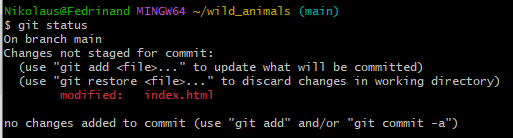 Nikolaus@Fedrinand MINGW64 ~/wild_animals (main)
$ git status
On branch main
Changes not staged for commit:
  (use "git add <file>..." to update what will be committed)
  (use "git restore <file>..." to discard changes in working directory)
        modified:   index.html

no changes added to commit (use "git add" and/or "git commit -a")